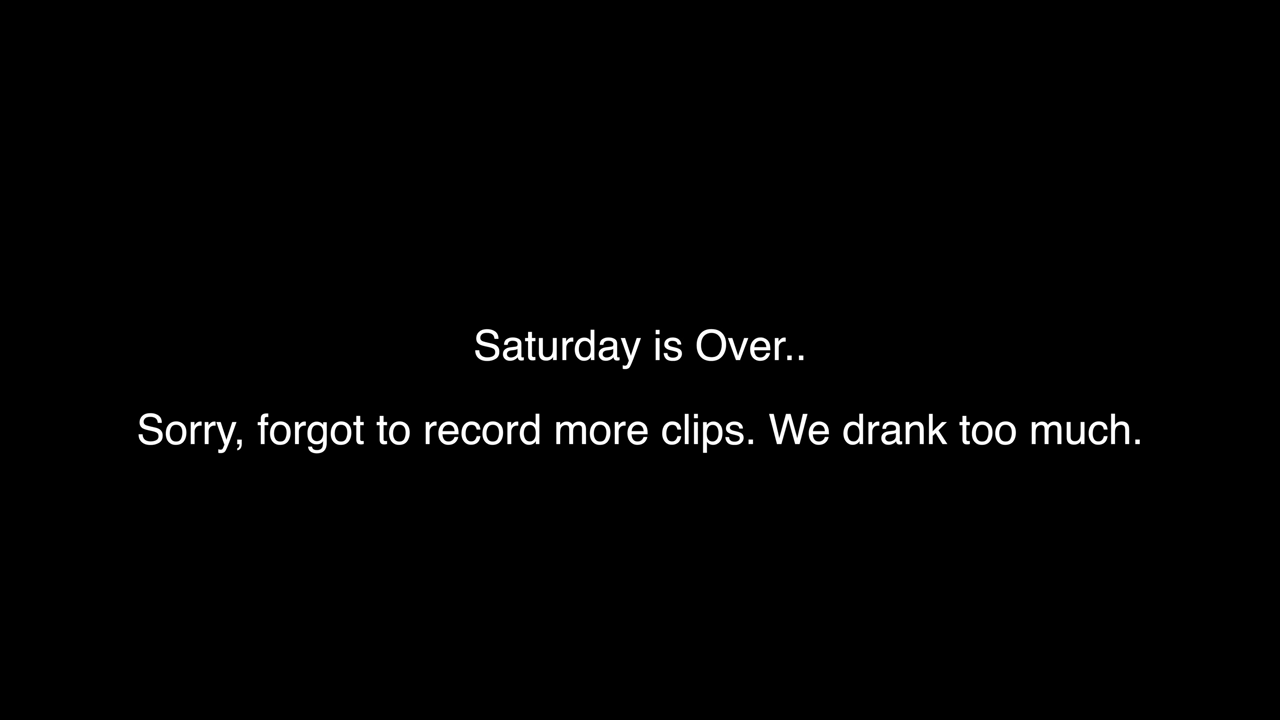 Saturday is Over..
Sorry, forgot to record more clips. We drank too much.